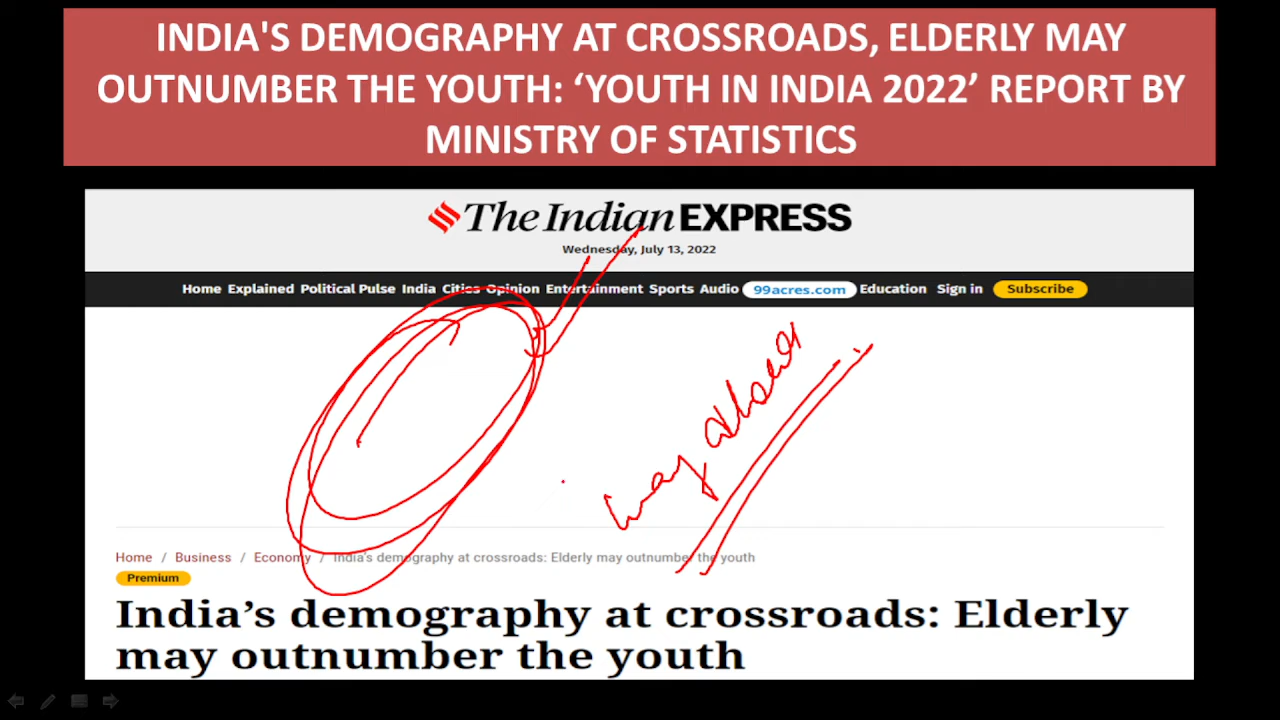 INDIA'S DEMOGRAPHY AT CROSSROADS, ELDERLY MAY
OUTNUMBER THE YOUTH: ‘YOUTH IN INDIA 2022’ REPORT BY
MINISTRY OF STATISTICS
The Indian EXPRESS
Wednesday, July 13, 2022
Home Explained Political Pulse India Cities Opinion Entertainment Sports Audio 99acres.com Education Sign in Subscribe
way ahead
Home / Business / Economy / India's demography at crossroads: Elderly may outnumber the youth
Premium
India’s demography at crossroads: Elderly
may outnumber the youth